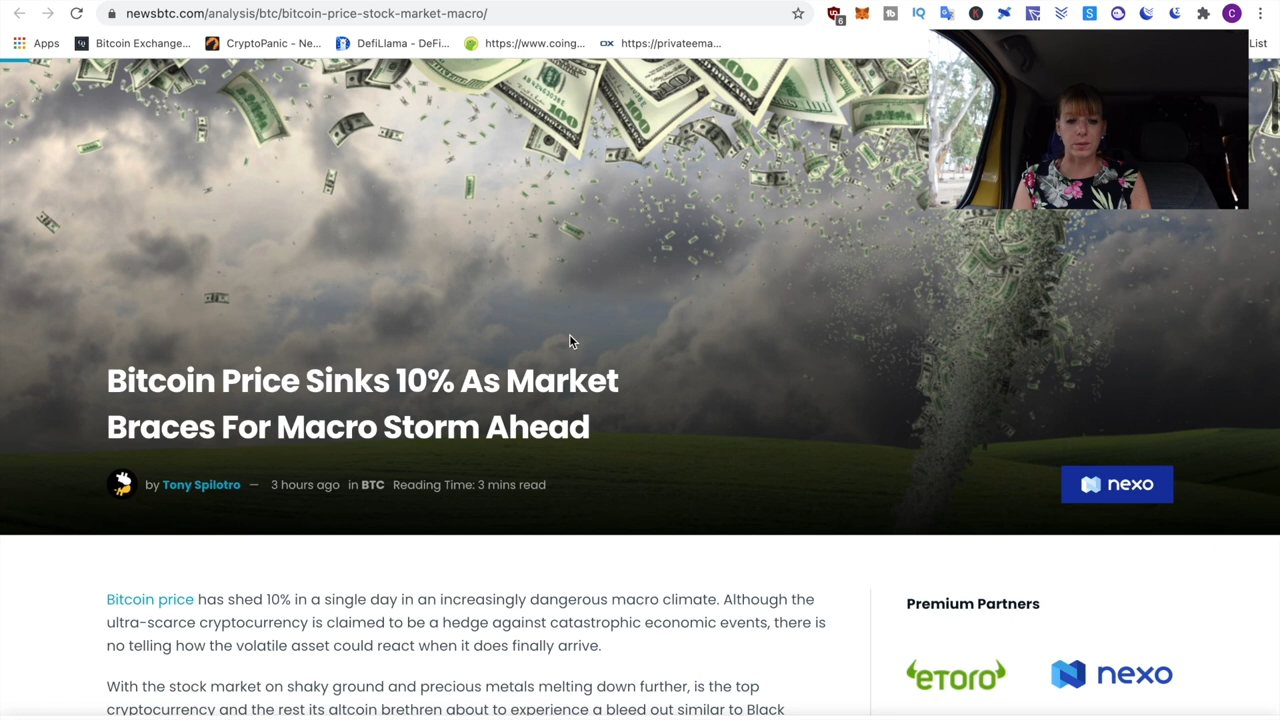 newsbtc.com/analysis/btc/bitcoin-price-stock-market-macro/
6
IQ
C
Apps
Bitcoin Exchange...
CryptoPanic - Ne...
DefiLlama - DeFi...
https://www.coing...
https://privateema...
List
Bitcoin Price Sinks 10% As Market
Braces For Macro Storm Ahead
by Tony Spilotro — 3 hours ago in BTC Reading Time: 3 mins read
nexo
Bitcoin price has shed 10% in a single day in an increasingly dangerous macro climate. Although the
ultra-scarce cryptocurrency is claimed to be a hedge against catastrophic economic events, there is
no telling how the volatile asset could react when it does finally arrive.
With the stock market on shaky ground and precious metals melting down further, is the top
cryptocurrency and the rest its altcoin brethren about to experience a bleed out similar to Black
Premium Partners
eToro
nexo